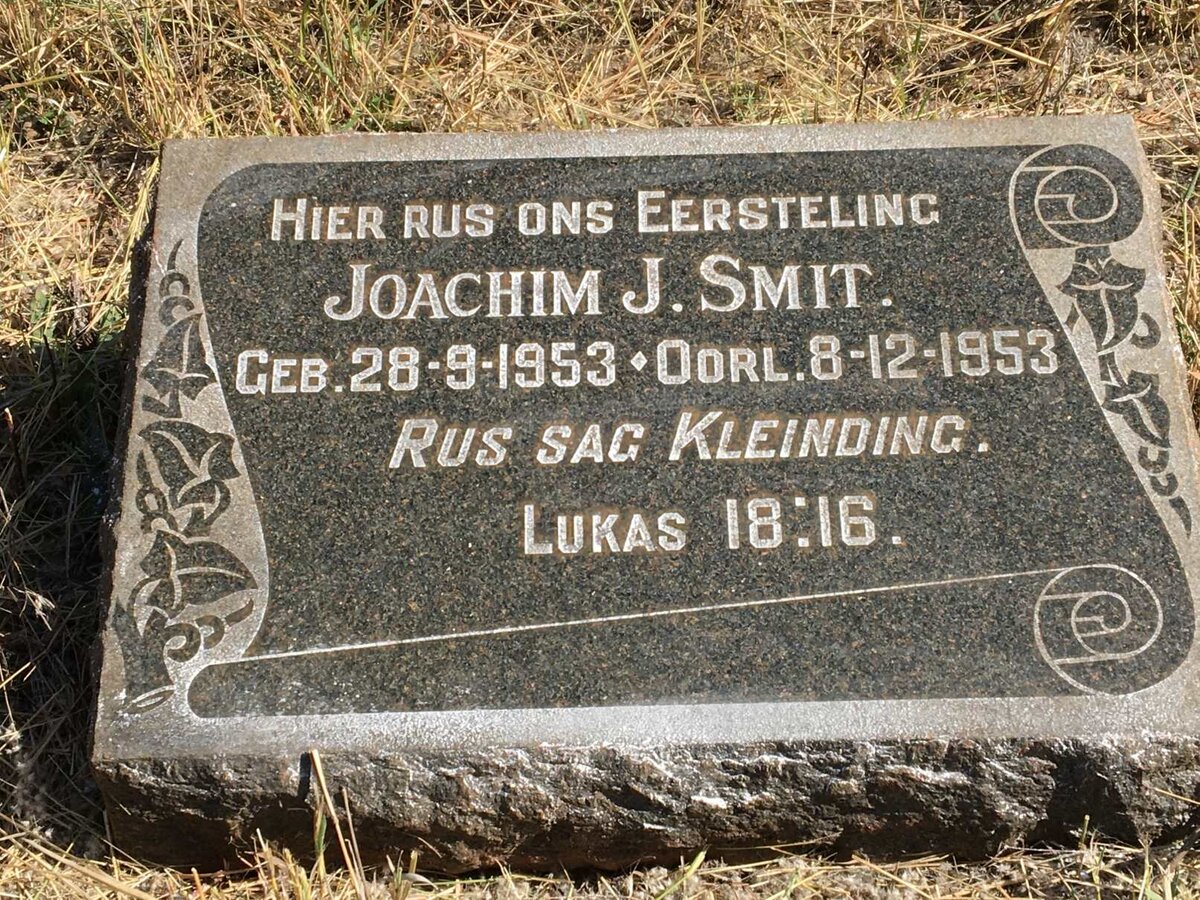 HIER RUS ONS EERSTELING
JOACHIM J. SMIT.
GEB. 28-9-1953 • OORL. 8-12-1953
RUS SAG KLEINDING.
LUKAS 18:16.